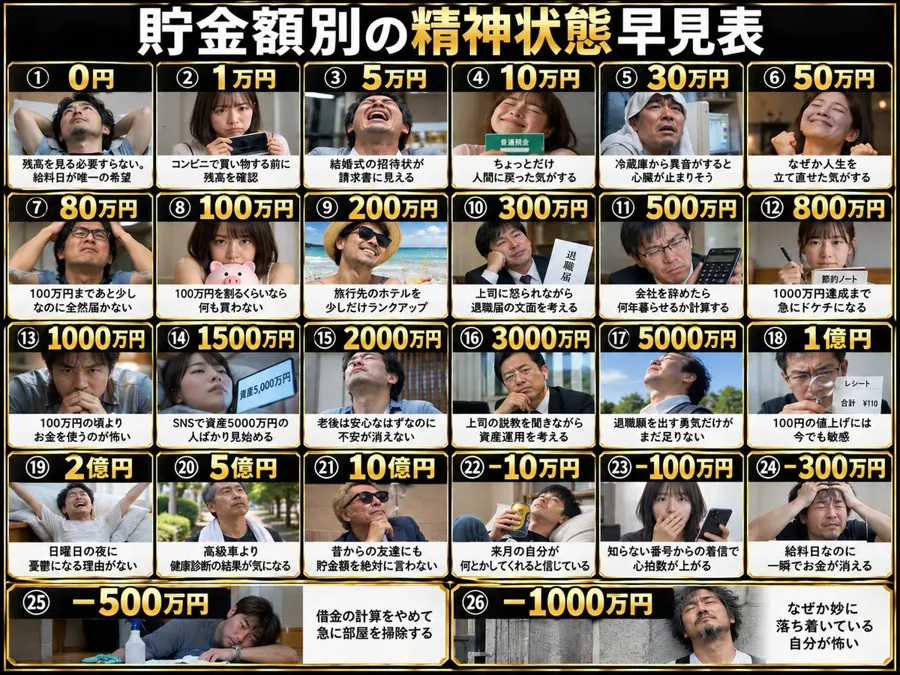 貯金額別の精神状態早見表
① 0円
残高を見る必要すらない。
給料日が唯一の希望
② 1万円
コンビニで買い物する前に
残高を確認
③ 5万円
結婚式の招待状が
請求書に見える
④ 10万円
普通預金
ちょっとだけ
人間に戻った気がする
⑤ 30万円
冷蔵庫から異音がすると
心臓が止まりそう
⑥ 50万円
なぜか人生を
立て直せた気がする
⑦ 80万円
100万円まであと少し
なのに全然届かない
⑧ 100万円
100万円を割るくらいなら
何も買わない
⑨ 200万円
旅行先のホテルを
少しだけランクアップ
⑩ 300万円
退職届
上司に怒られながら
退職届の文面を考える
⑪ 500万円
会社を辞めたら
何年暮らせるか計算する
⑫ 800万円
節約ノート
1000万円達成まで
急にドケチになる
⑬ 1000万円
100万円の頃より
お金を使うのが怖い
⑭ 1500万円
資産5,000万円
SNSで資産5000万円の
人ばかり見始める
⑮ 2000万円
老後は安心なはずなのに
不安が消えない
⑯ 3000万円
上司の説教を聞きながら
資産運用を考える
⑰ 5000万円
退職願を出す勇気だけが
まだ足りない
⑱ 1億円
レシート
合計 ¥110
100円の値上げには
今でも敏感
⑲ 2億円
日曜日の夜に
憂鬱になる理由がない
⑳ 5億円
高級車より
健康診断の結果が気になる
㉑ 10億円
昔からの友達にも
貯金額を絶対に言わない
㉒ -10万円
来月の自分が
何とかしてくれると信じている
㉓ -100万円
知らない番号からの着信で
心拍数が上がる
㉔ -300万円
給料日なのに
一瞬でお金が消える
㉕ -500万円
借金の計算をやめて
急に部屋を掃除する
㉖ -1000万円
なぜか妙に
落ち着いている
自分が怖い